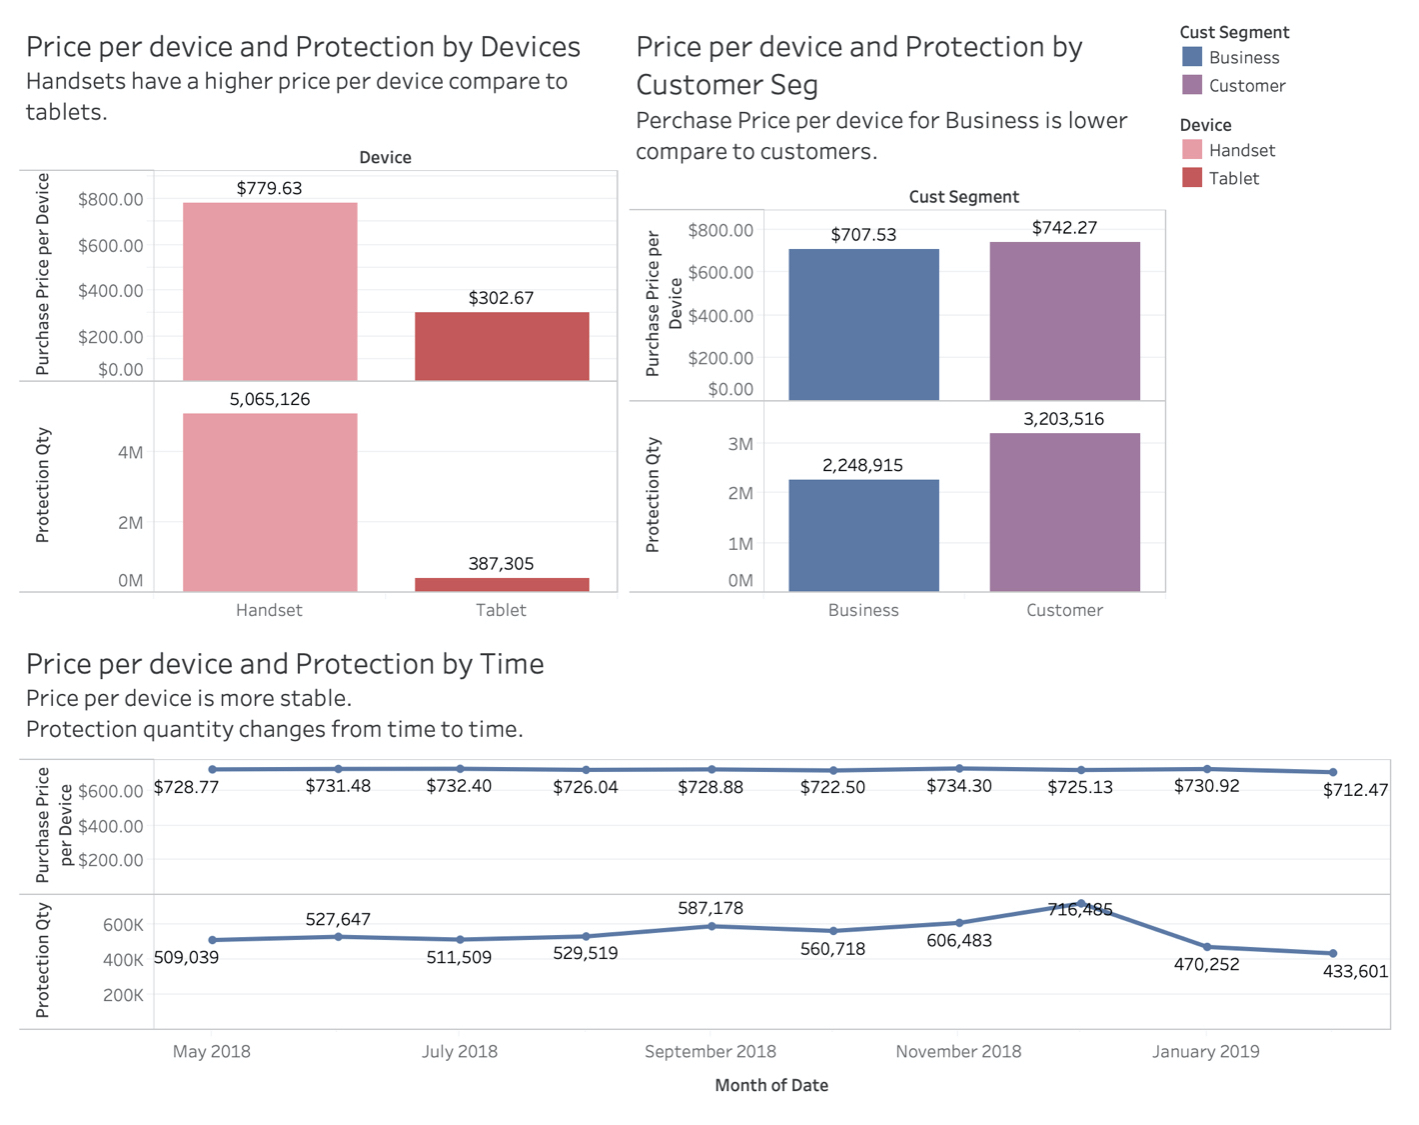 Price per device and Protection by Devices
Handsets have a higher price per device compare to
tablets.
Device
Purchase Price per Device
$800.00
$600.00
$400.00
$200.00
$0.00
$779.63
$302.67
Protection Qty
4M
2M
0M
5,065,126
387,305
Handset
Tablet
Price per device and Protection by
Customer Seg
Perchase Price per device for Business is lower
compare to customers.
Cust Segment
Purchase Price per
Device
$800.00
$600.00
$400.00
$200.00
$0.00
$707.53
$742.27
Protection Qty
3M
2M
1M
0M
2,248,915
3,203,516
Business
Customer
Cust Segment
Business
Customer
Device
Handset
Tablet
Price per device and Protection by Time
Price per device is more stable.
Protection quantity changes from time to time.
Purchase Price
per Device
$600.00
$400.00
$200.00
$728.77
$731.48
$732.40
$726.04
$728.88
$722.50
$734.30
$725.13
$730.92
$712.47
Protection Qty
600K
400K
200K
509,039
527,647
511,509
529,519
587,178
560,718
606,483
716,485
470,252
433,601
May 2018
July 2018
September 2018
November 2018
January 2019
Month of Date